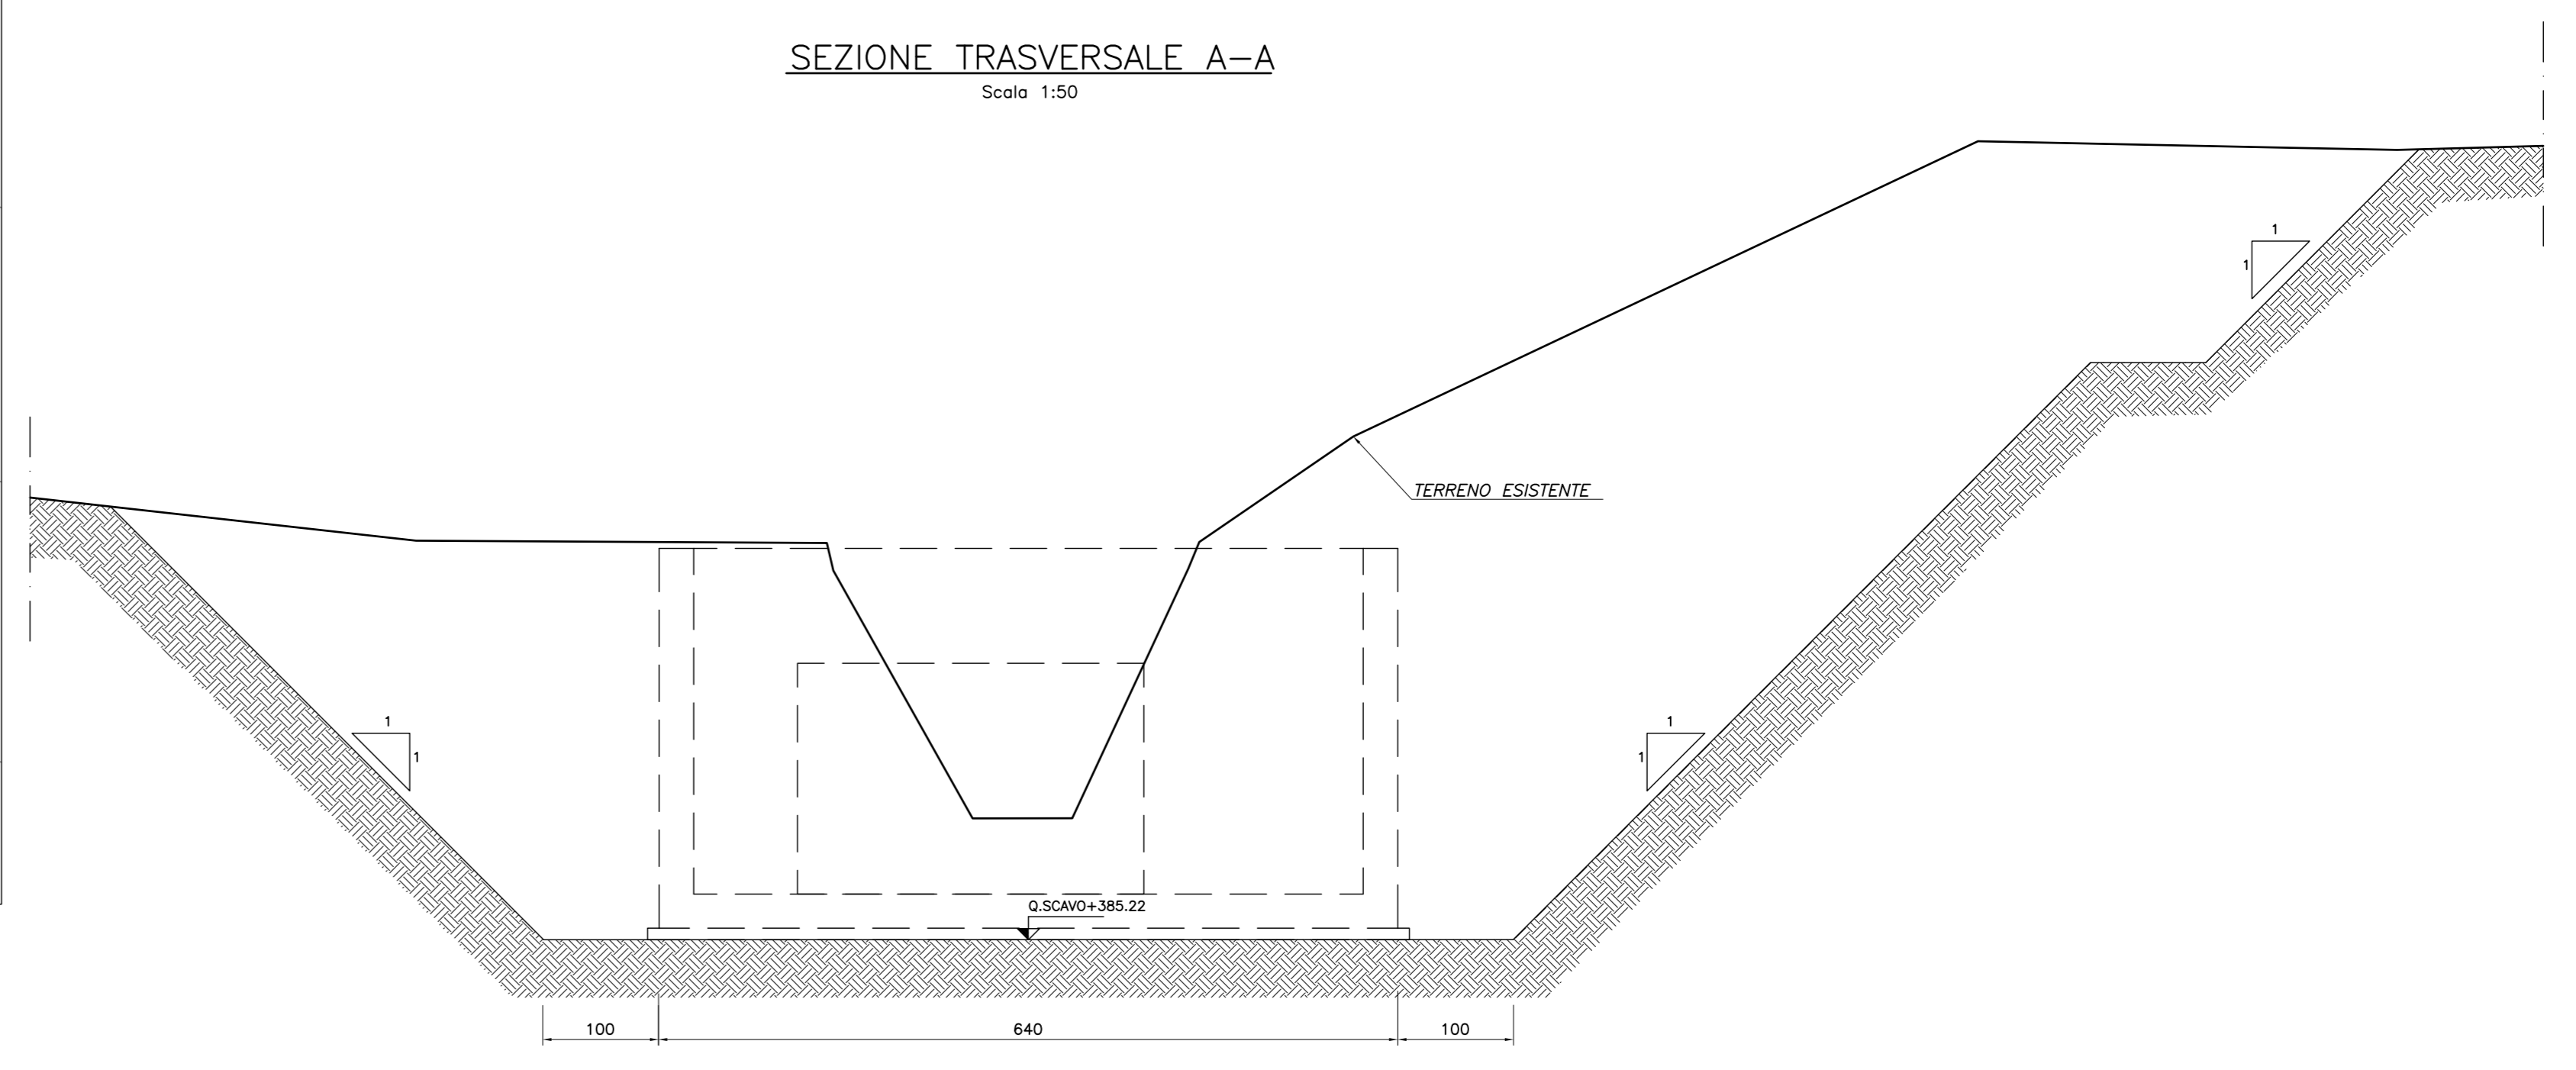 SEZIONE TRASVERSALE A-A
Scala 1:50
1
1
TERRENO ESISTENTE
1
1
1
1
Q.SCAVO+385.22
100
640
100